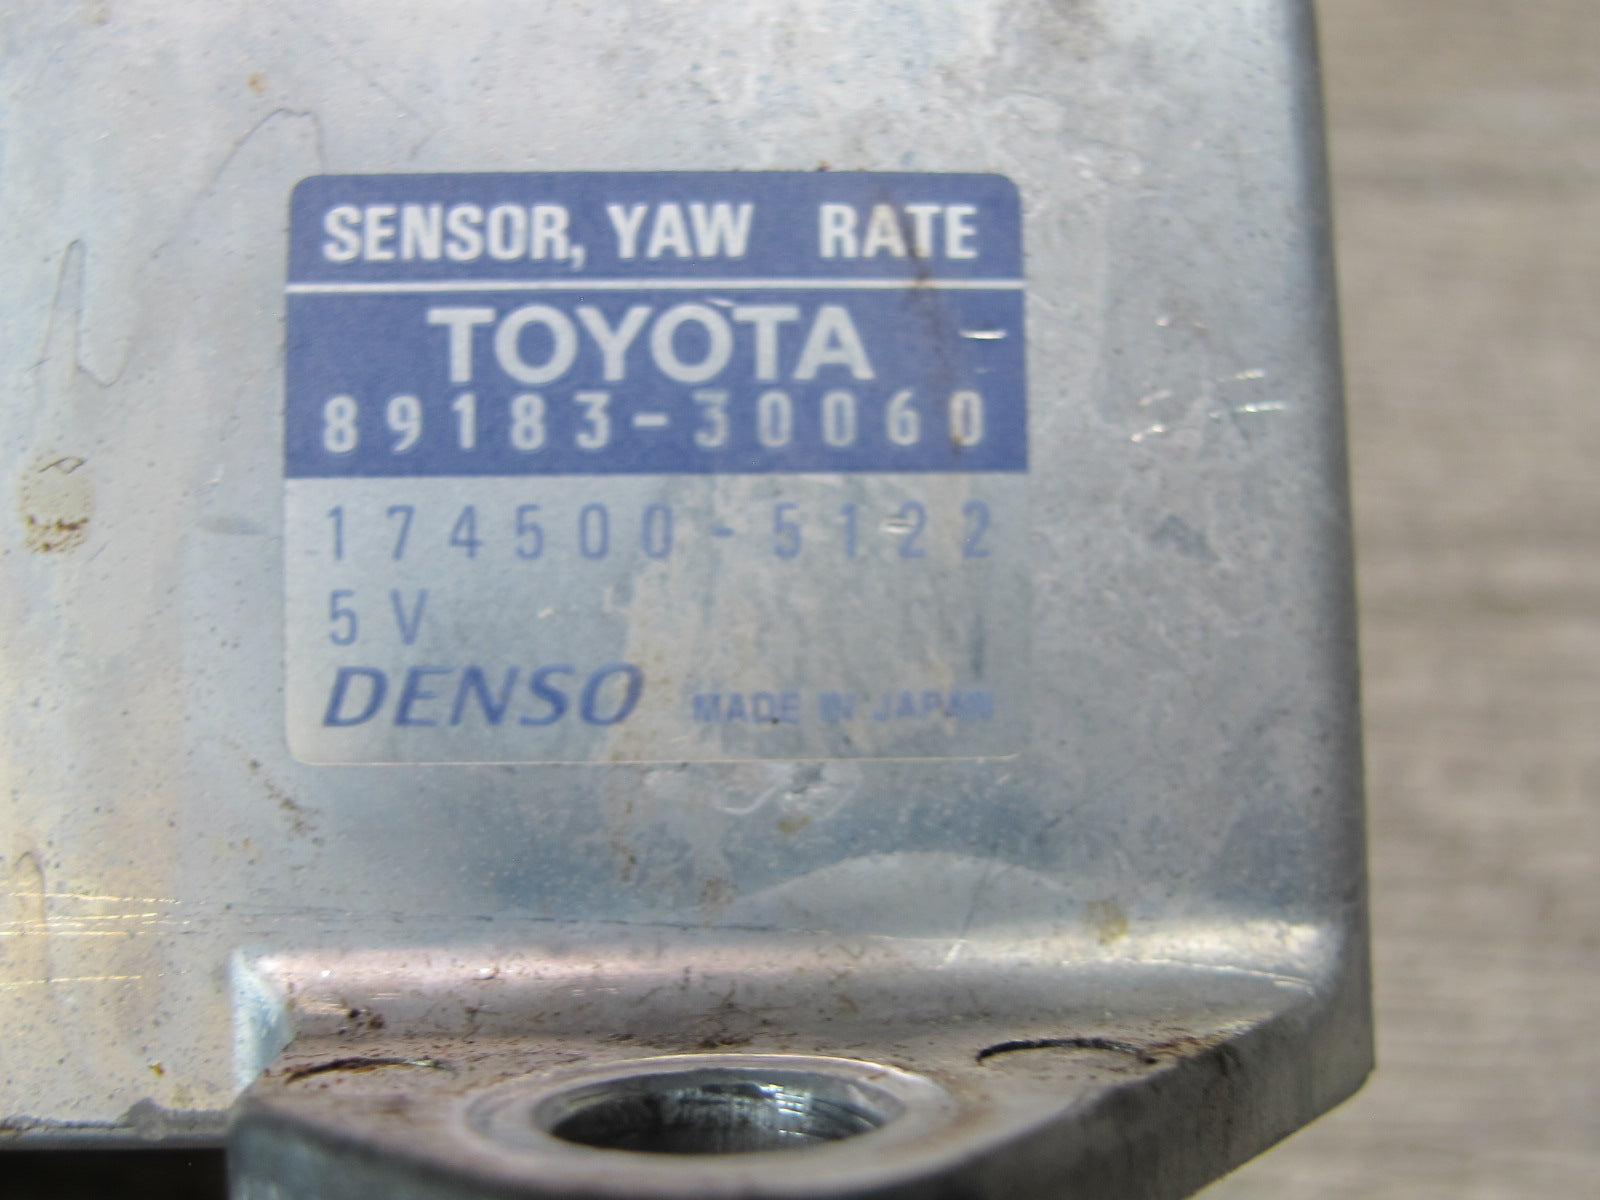 SENSOR, YAW RATE
TOYOTA
89183-30060
174500-5122
5V
DENSO MADE IN JAPAN